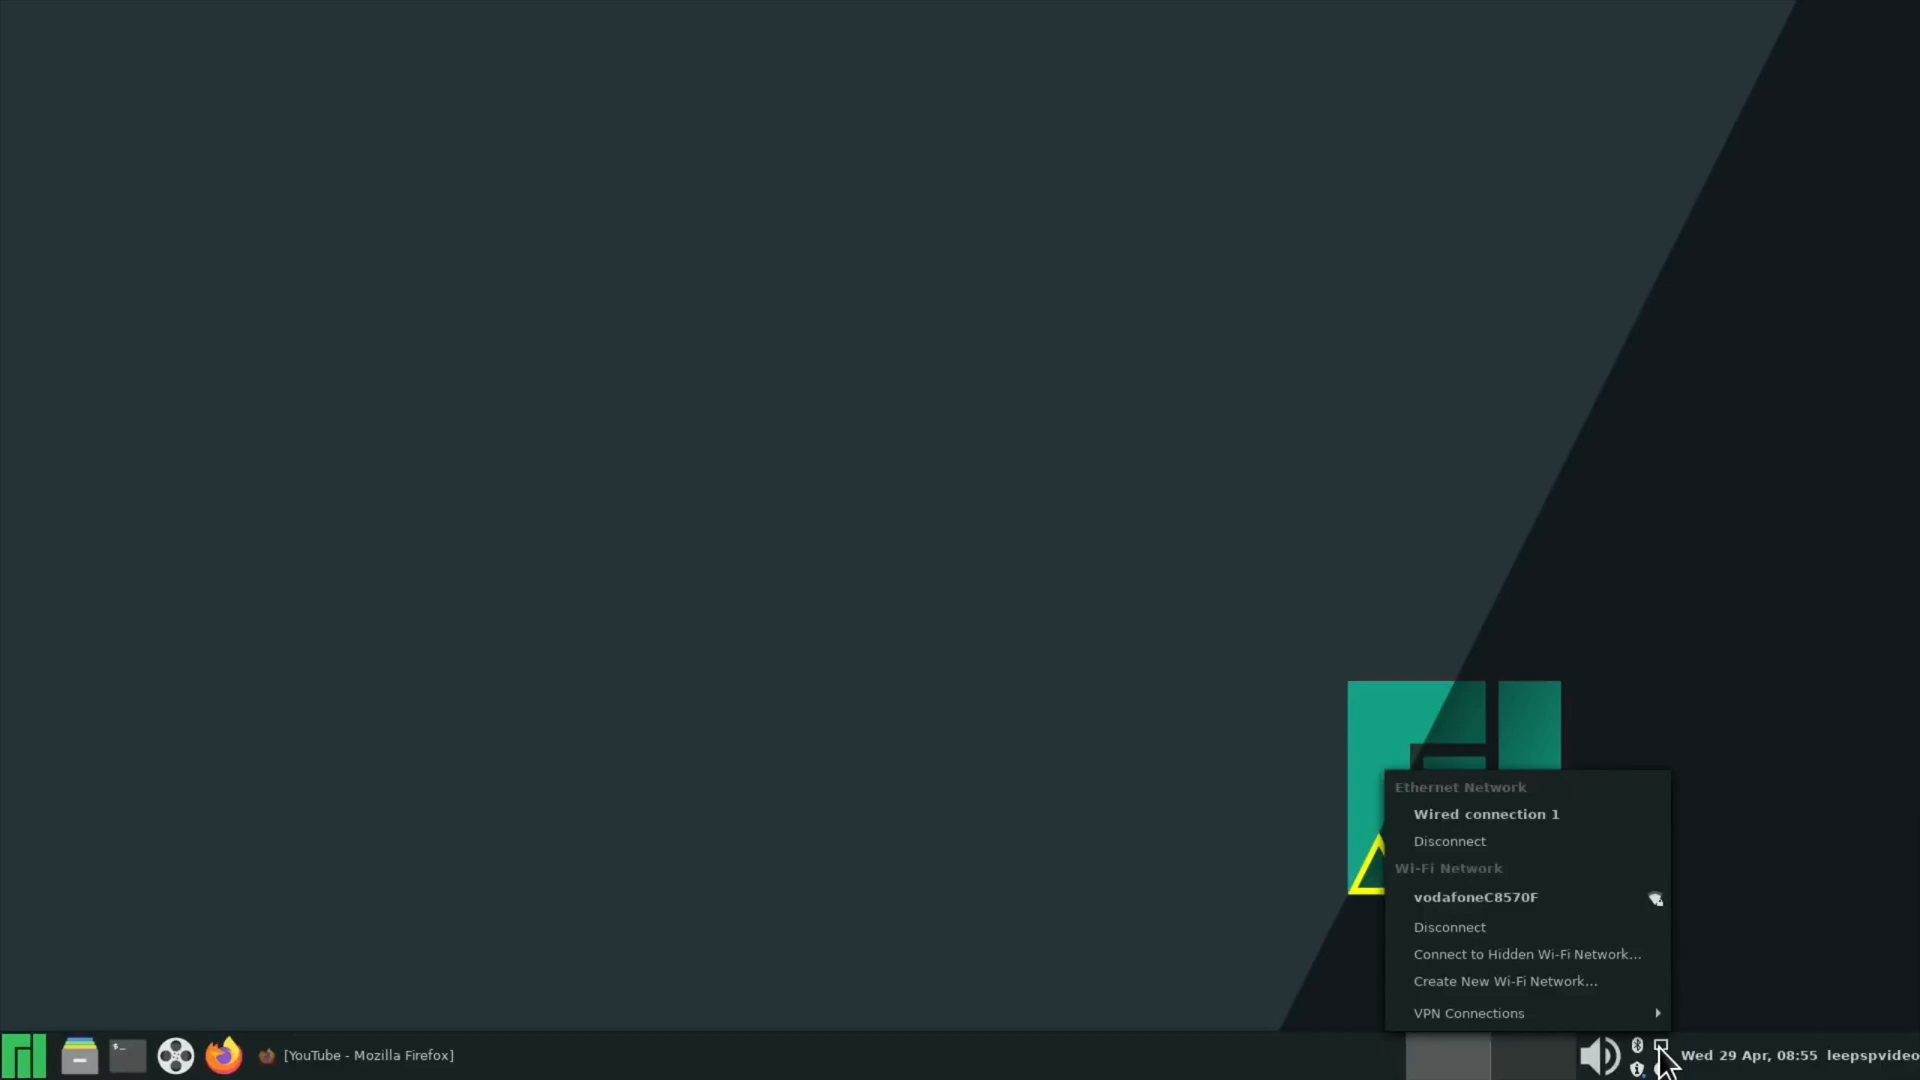 Ethernet Network
Wired connection 1
Disconnect
Wi-Fi Network
vodafoneC8570F
Disconnect
Connect to Hidden Wi-Fi Network...
Create New Wi-Fi Network...
VPN Connections
$_
[YouTube - Mozilla Firefox]
Wed 29 Apr, 08:55 leepspvideo